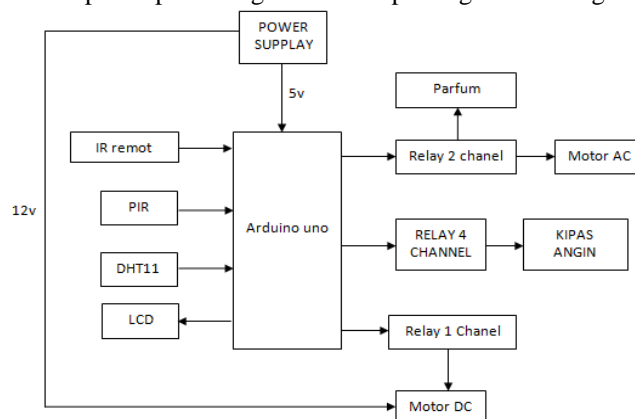 POWER
SUPPLAY
5v
Parfum
IR remot
Relay 2 chanel
Motor AC
PIR
12v
Arduino uno
RELAY 4
CHANNEL
KIPAS
ANGIN
DHT11
LCD
Relay 1 Chanel
Motor DC